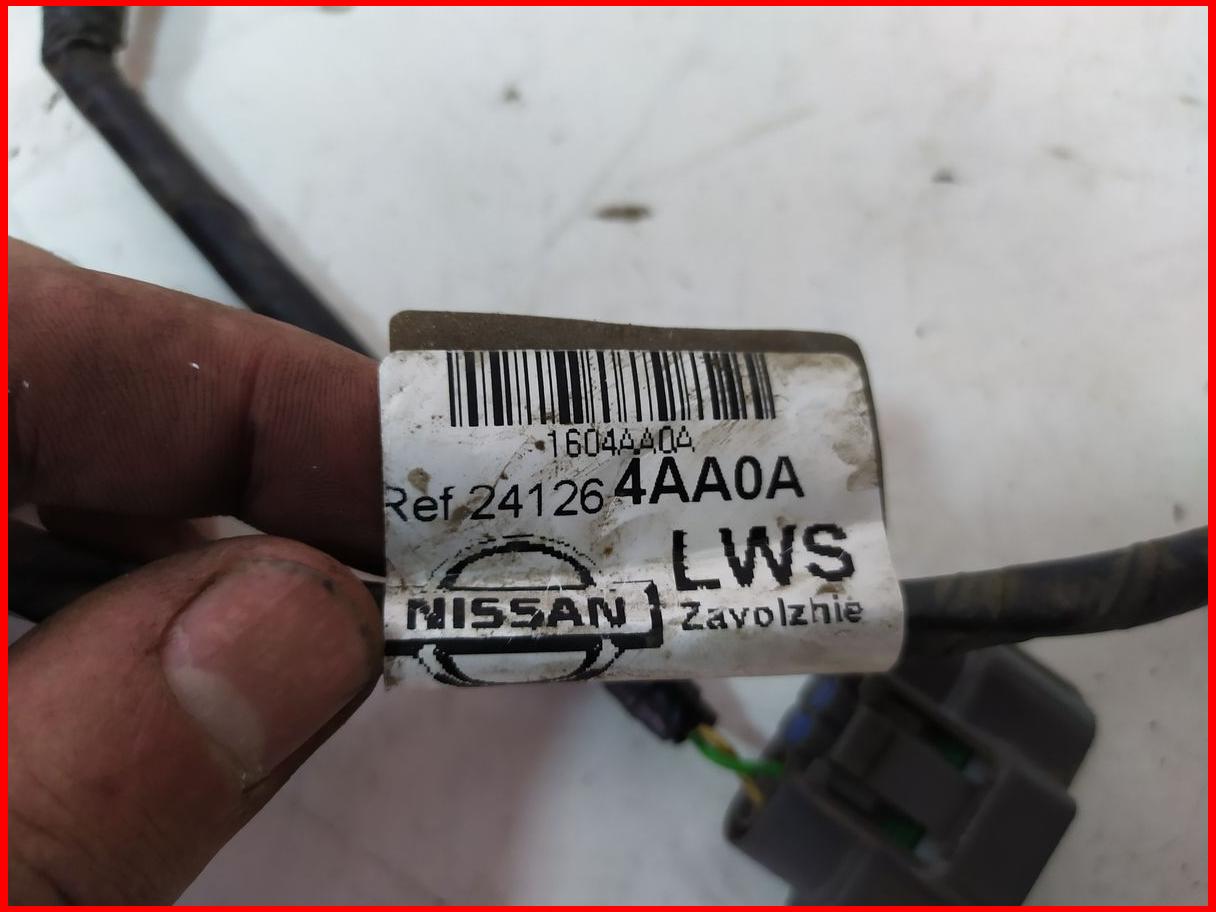 1604AA0A
Ref 24126 4AA0A
LWS
NISSAN
Zavolzhie